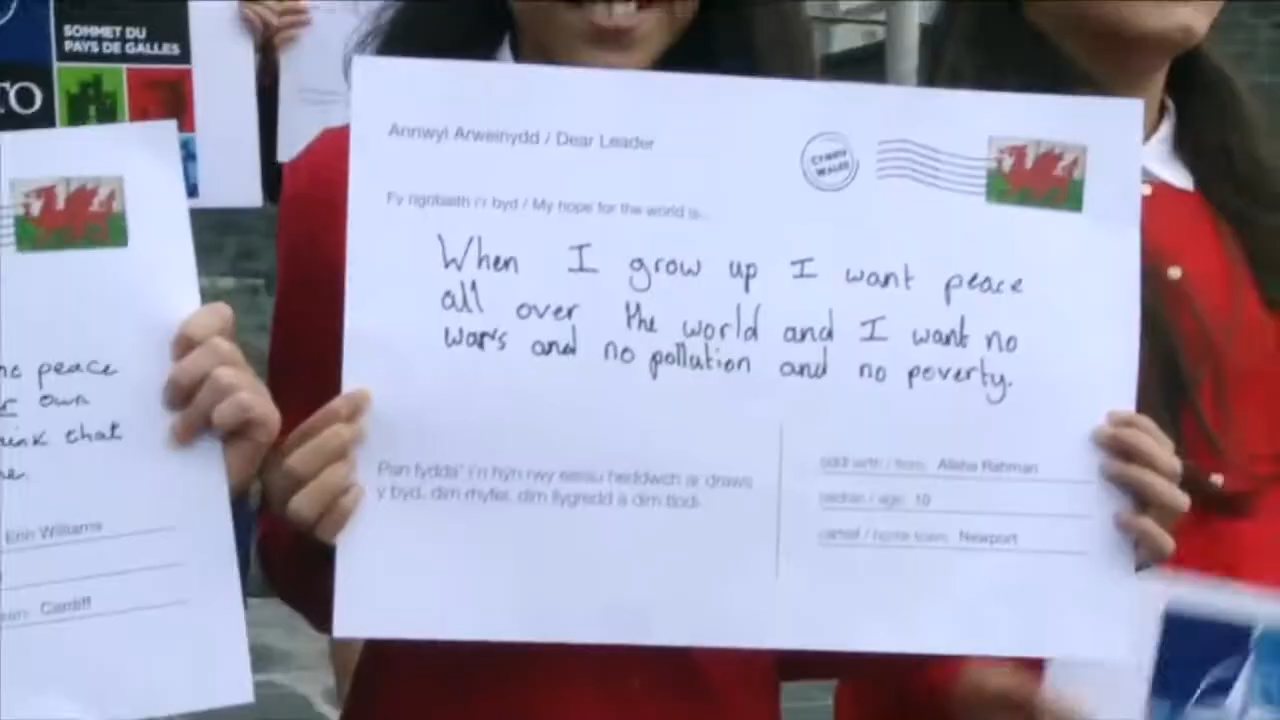 SOMMET DU
PAYS DE GALLES
TO
Annwyl Arweinydd / Dear Leader
CYMRU
WALES
Fy ngobaith i'r byd / My hope for the world is...
When I grow up I want peace
all over the world and I want no
wars and no pollution and no poverty.
Pan fydda' i'n hŷn rwy eisiau heddwch ar draws
y byd, dim rhyfel, dim llygredd a dim tlodi.
oddi wrth / from: Alisha Rahman
oedran / age: 10
cartref / home town: Newport
peace
own
think that
Erin Williams
Cardiff